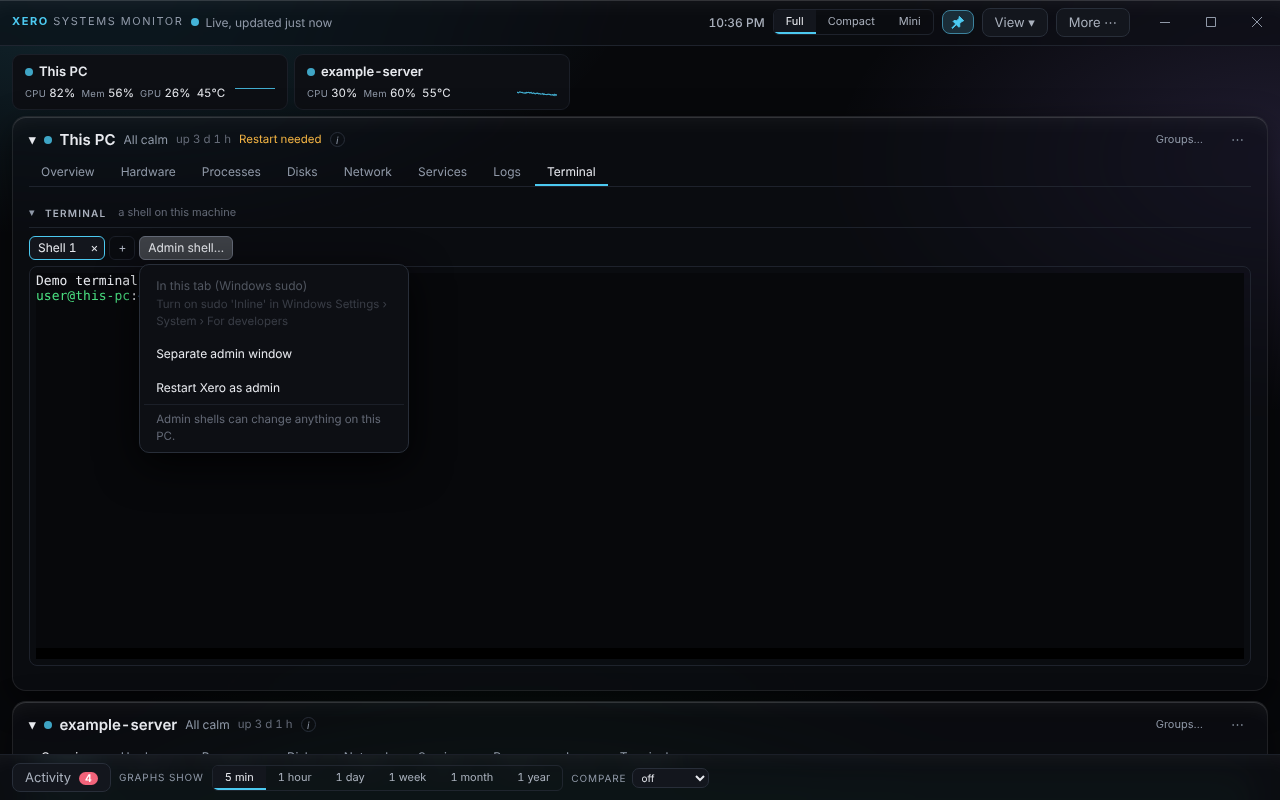 XERO SYSTEMS MONITOR Live, updated just now 10:36 PM Full Compact Mini View ▾ More ···
This PC
CPU 82% Mem 56% GPU 26% 45°C
example-server
CPU 30% Mem 60% 55°C
▾ This PC All calm up 3 d 1 h Restart needed i Groups... ···
Overview Hardware Processes Disks Network Services Logs Terminal
▾ TERMINAL a shell on this machine
Shell 1 × + Admin shell...
Demo terminal
user@this-pc:
In this tab (Windows sudo)
Turn on sudo 'Inline' in Windows Settings ›
System › For developers
Separate admin window
Restart Xero as admin
Admin shells can change anything on this
PC.
▾ example-server All calm up 3 d 1 h i Groups... ···
Activity 4 GRAPHS SHOW 5 min 1 hour 1 day 1 week 1 month 1 year COMPARE off